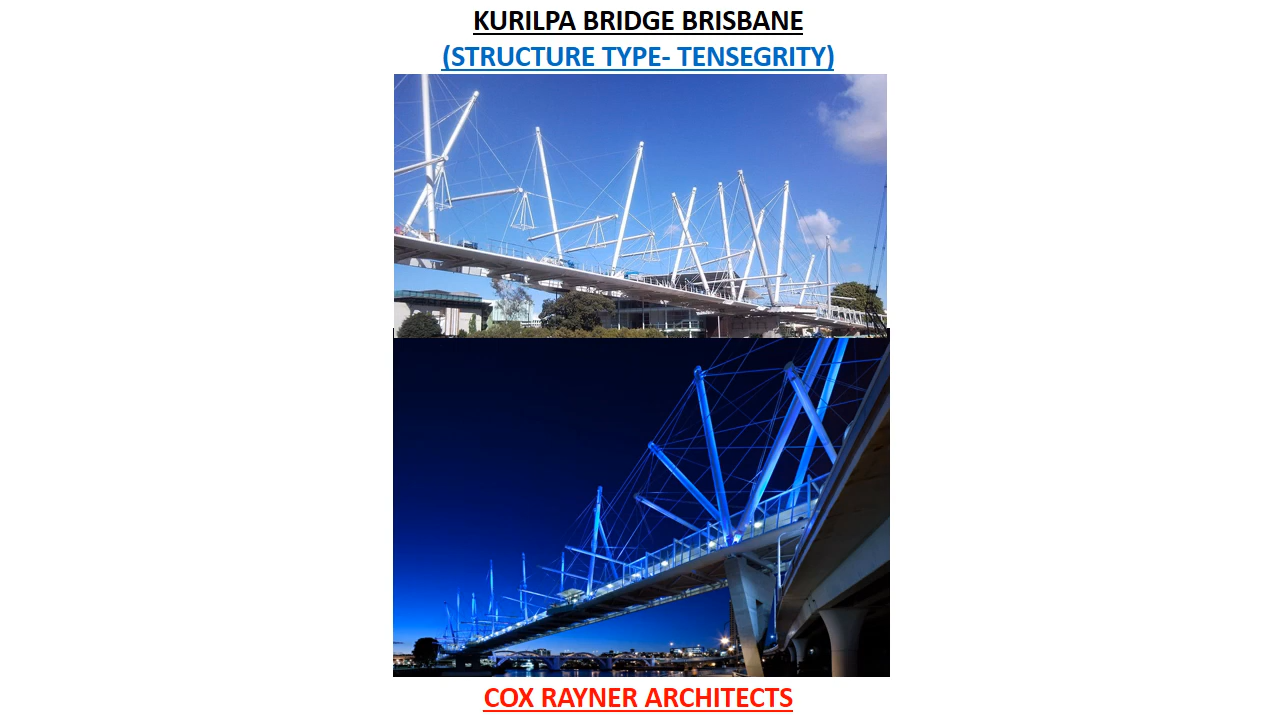 KURILPA BRIDGE BRISBANE
(STRUCTURE TYPE- TENSEGRITY)
COX RAYNER ARCHITECTS